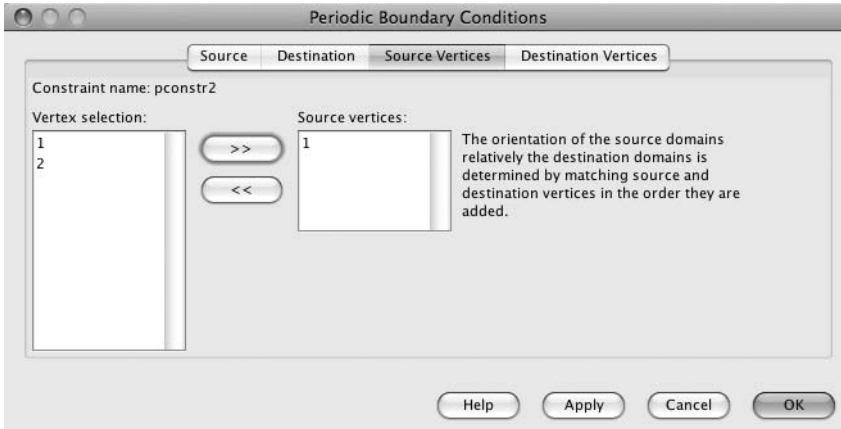 Periodic Boundary Conditions
Source Destination Source Vertices Destination Vertices
Constraint name: pconstr2
Vertex selection:
1
2
>>
<<
Source vertices:
1
The orientation of the source domains
relatively the destination domains is
determined by matching source and
destination vertices in the order they are
added.
Help Apply Cancel OK